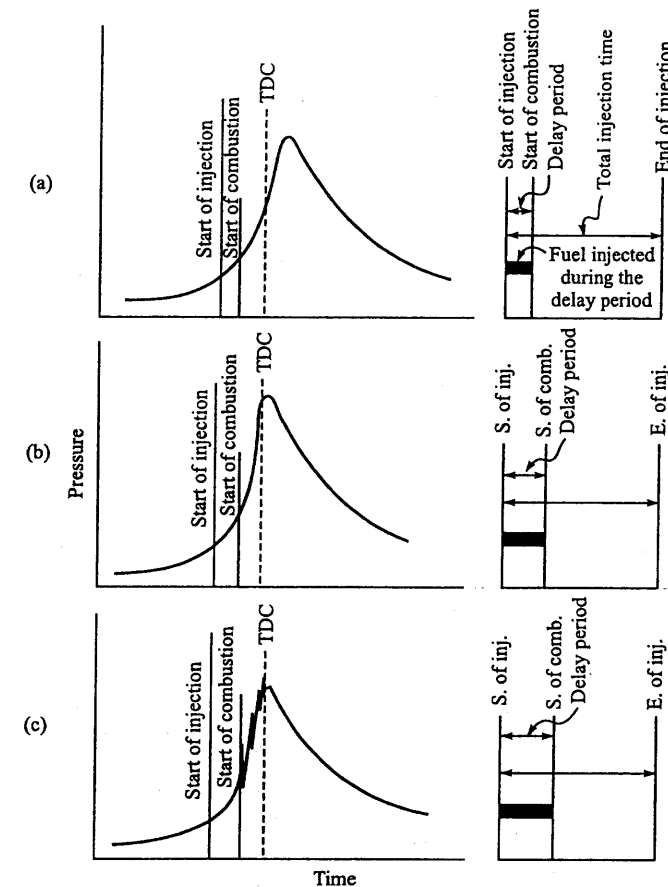 (a)
Start of injection
Start of combustion
TDC
Start of injection
Start of combustion
Delay period
Total injection time
End of injection
Fuel injected
during the
delay period
(b)
Pressure
Start of injection
Start of combustion
TDC
S. of inj.
S. of comb.
Delay period
E. of inj.
(c)
Start of injection
Start of combustion
TDC
S. of inj.
S. of comb.
Delay period
E. of inj.
Time